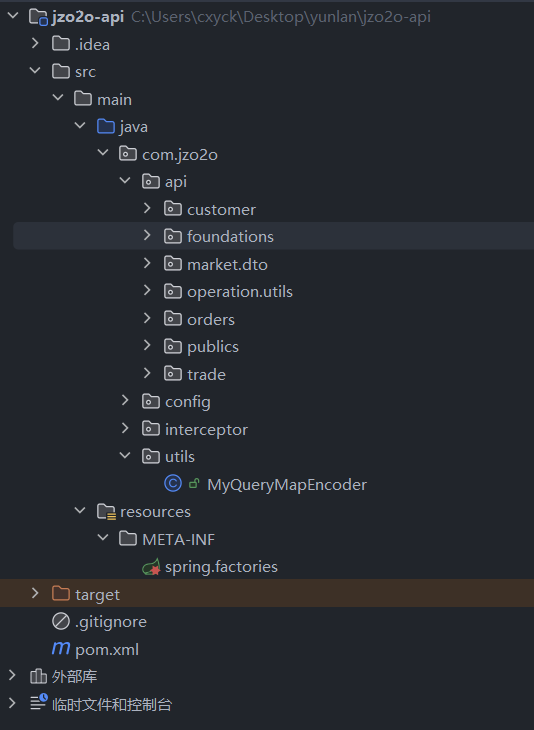 jzo2o-api C:\Users\cxyck\Desktop\yunlan\jzo2o-api
.idea
src
main
java
com.jzo2o
api
customer
foundations
market.dto
operation.utils
orders
publics
trade
config
interceptor
utils
MyQueryMapEncoder
resources
META-INF
spring.factories
target
.gitignore
pom.xml
外部库
临时文件和控制台